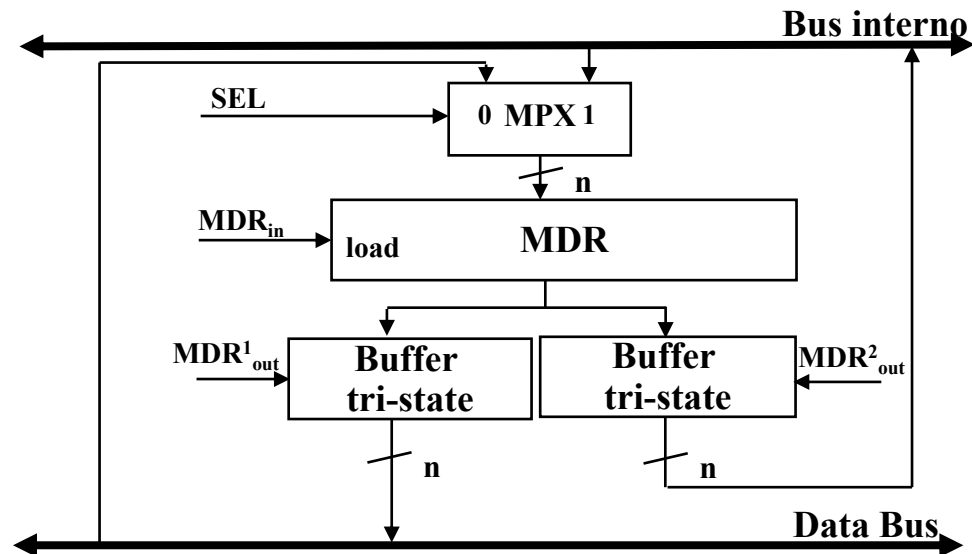 Bus interno
SEL
0 MPX 1
n
MDRin
load
MDR
MDR¹out
Buffer
tri-state
Buffer
tri-state
MDR²out
n
n
Data Bus